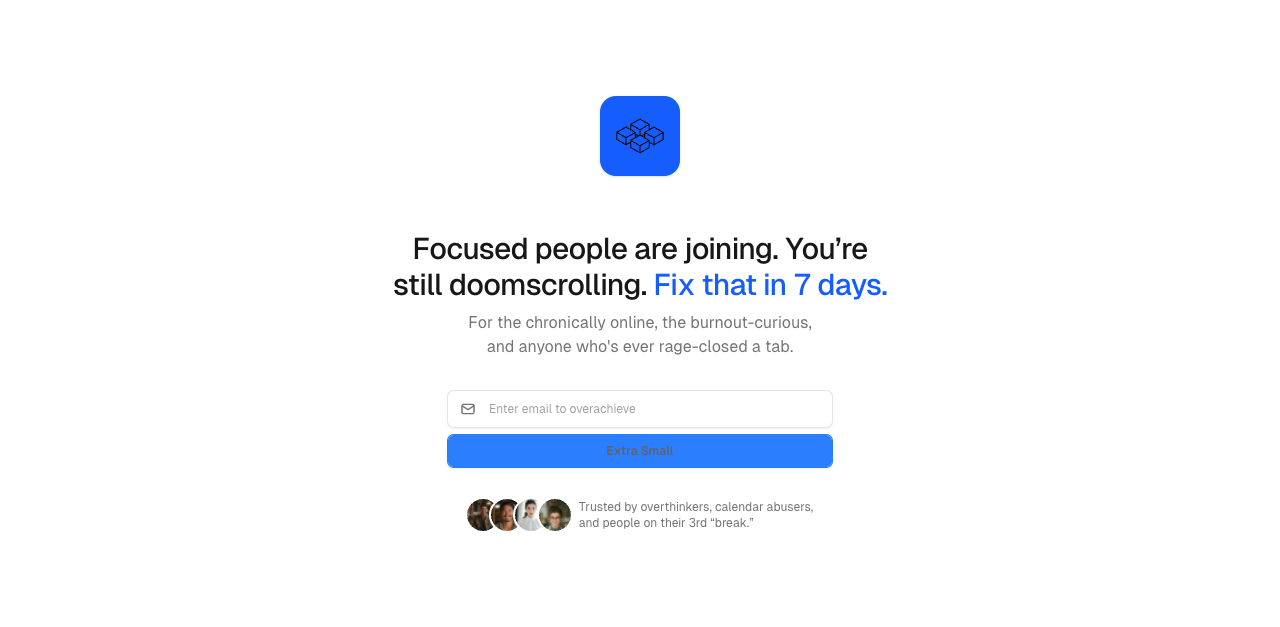 Focused people are joining. You’re
still doomscrolling. Fix that in 7 days.
For the chronically online, the burnout-curious,
and anyone who's ever rage-closed a tab.
Enter email to overachieve
Extra Small
Trusted by overthinkers, calendar abusers,
and people on their 3rd “break.”